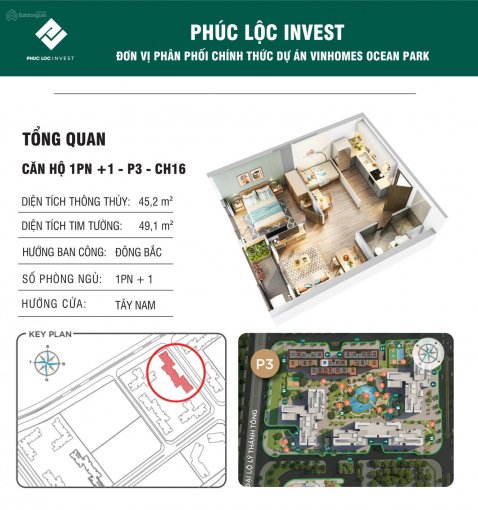 Batdongsan
PHÚC LỘC INVEST
PHÚC LỘC INVEST
ĐƠN VỊ PHÂN PHỐI CHÍNH THỨC DỰ ÁN VINHOMES OCEAN PARK
TỔNG QUAN
CĂN HỘ 1PN +1 - P3 - CH16
DIỆN TÍCH THÔNG THỦY: 45,2 m²
DIỆN TÍCH TIM TƯỜNG: 49,1 m²
HƯỚNG BAN CÔNG: ĐÔNG BẮC
SỐ PHÒNG NGỦ: 1PN + 1
HƯỚNG CỬA: TÂY NAM
KEY PLAN
P3
ĐẠI LỘ LÝ THÁNH TÔNG